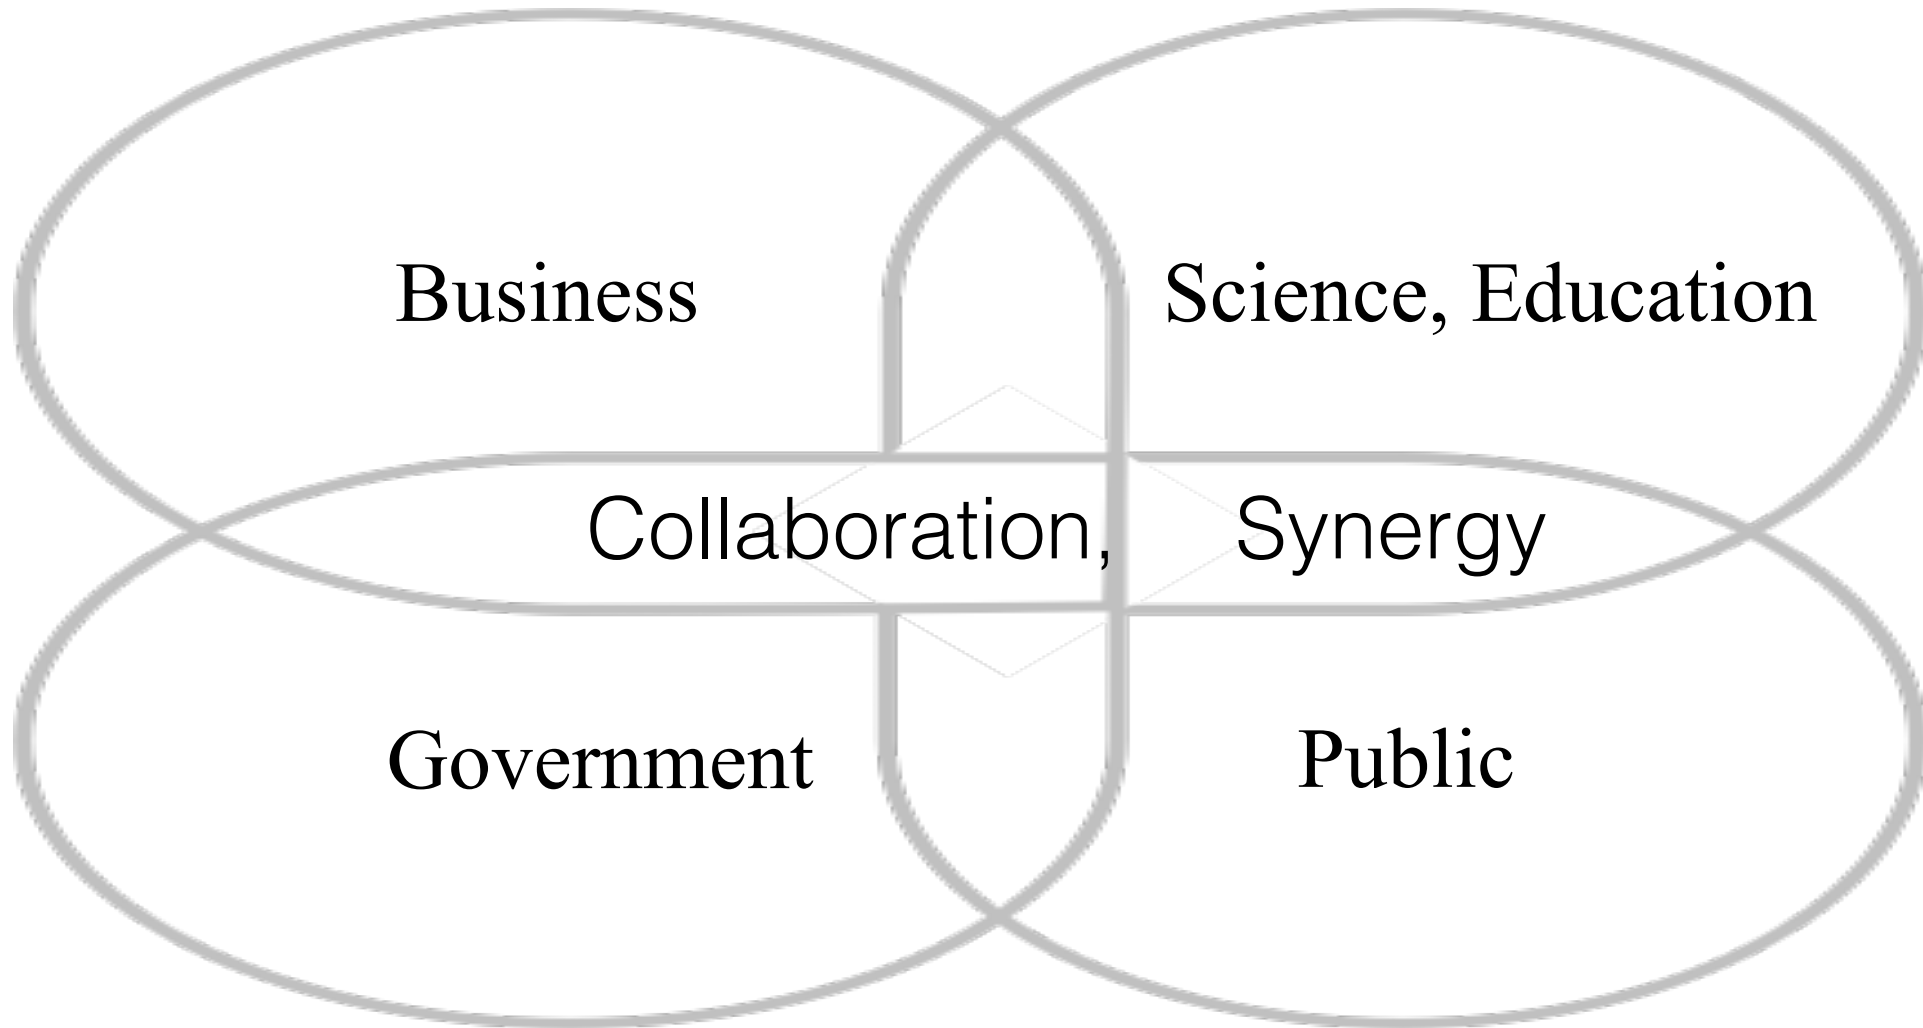 Business
Science, Education
Collaboration, Synergy
Government
Public